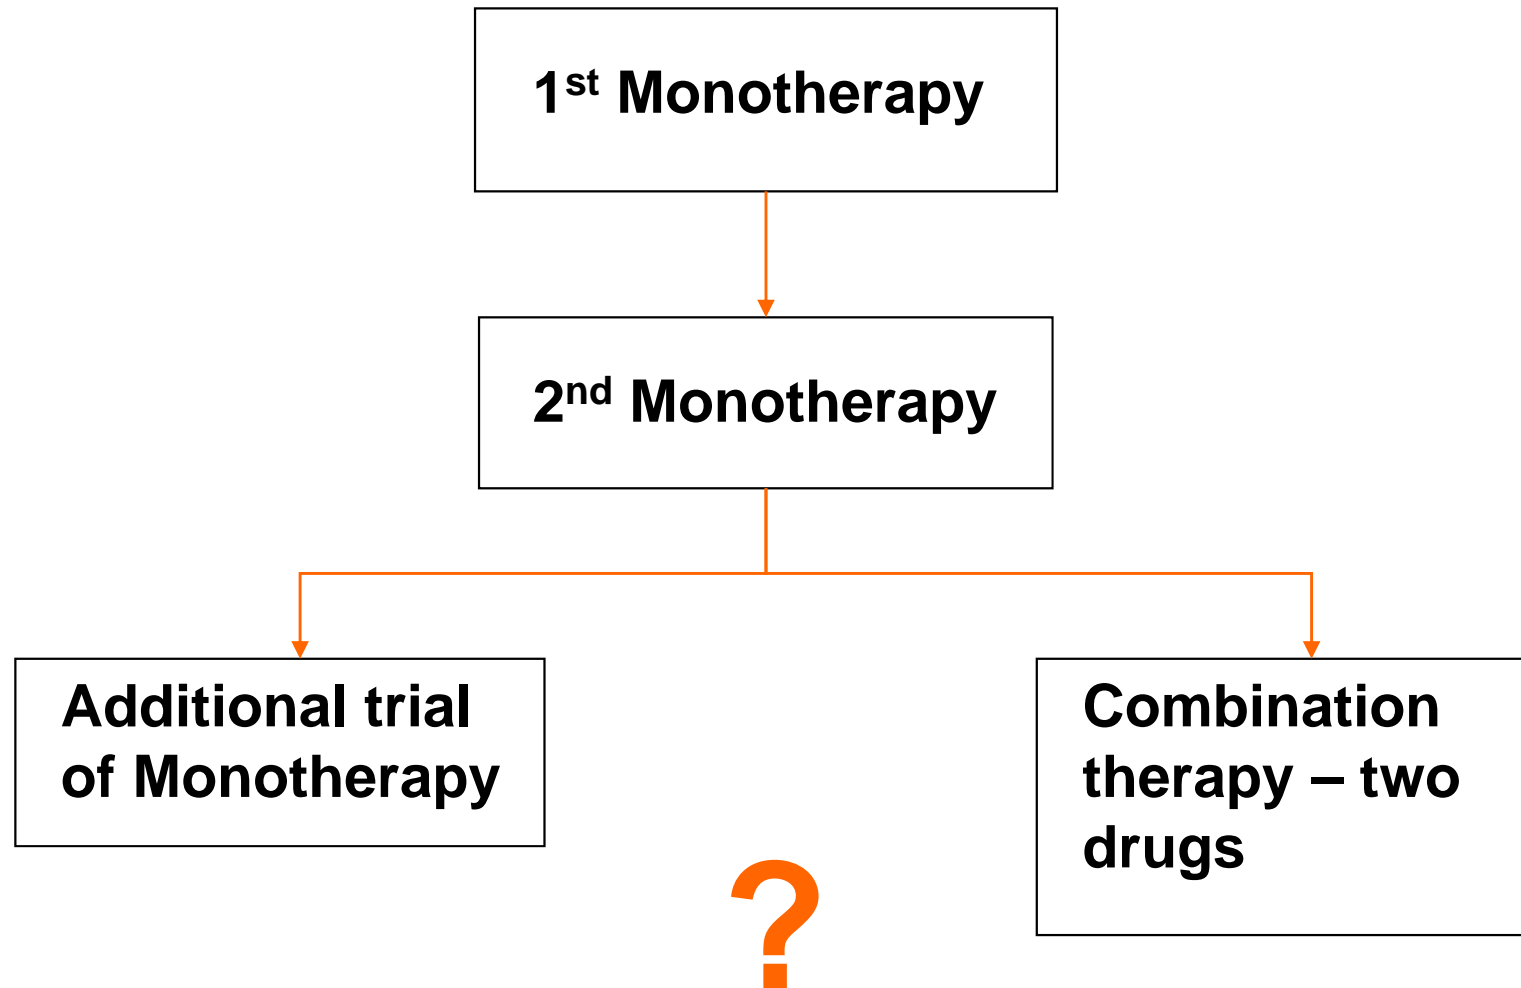 1st Monotherapy
2nd Monotherapy
Additional trial
of Monotherapy
Combination
therapy – two
drugs
?